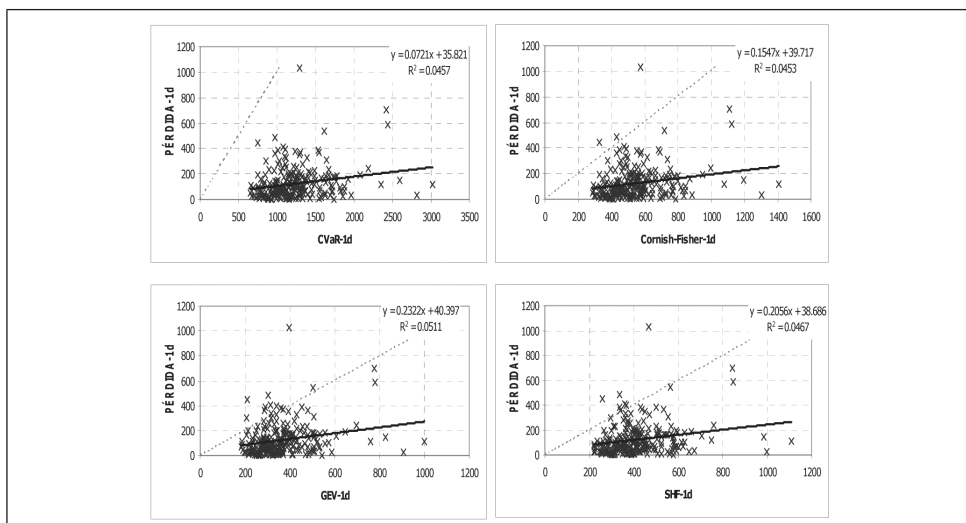 1200
1000
800
600
400
200
0
PÉRDIDA-1d
y = 0.0721x + 35.821
R² = 0.0457
0 500 1000 1500 2000 2500 3000 3500
CVaR-1d
1200
1000
800
600
400
200
0
PÉRDIDA-1d
y = 0.1547x + 39.717
R² = 0.0453
0 200 400 600 800 1000 1200 1400 1600
Cornish-Fisher-1d
1200
1000
800
600
400
200
0
PÉRDIDA-1d
y = 0.2322x + 40.397
R² = 0.0511
0 200 400 600 800 1000 1200
GEV-1d
1200
1000
800
600
400
200
0
PÉRDIDA-1d
y = 0.2056x + 38.686
R² = 0.0467
0 200 400 600 800 1000 1200
SHF-1d